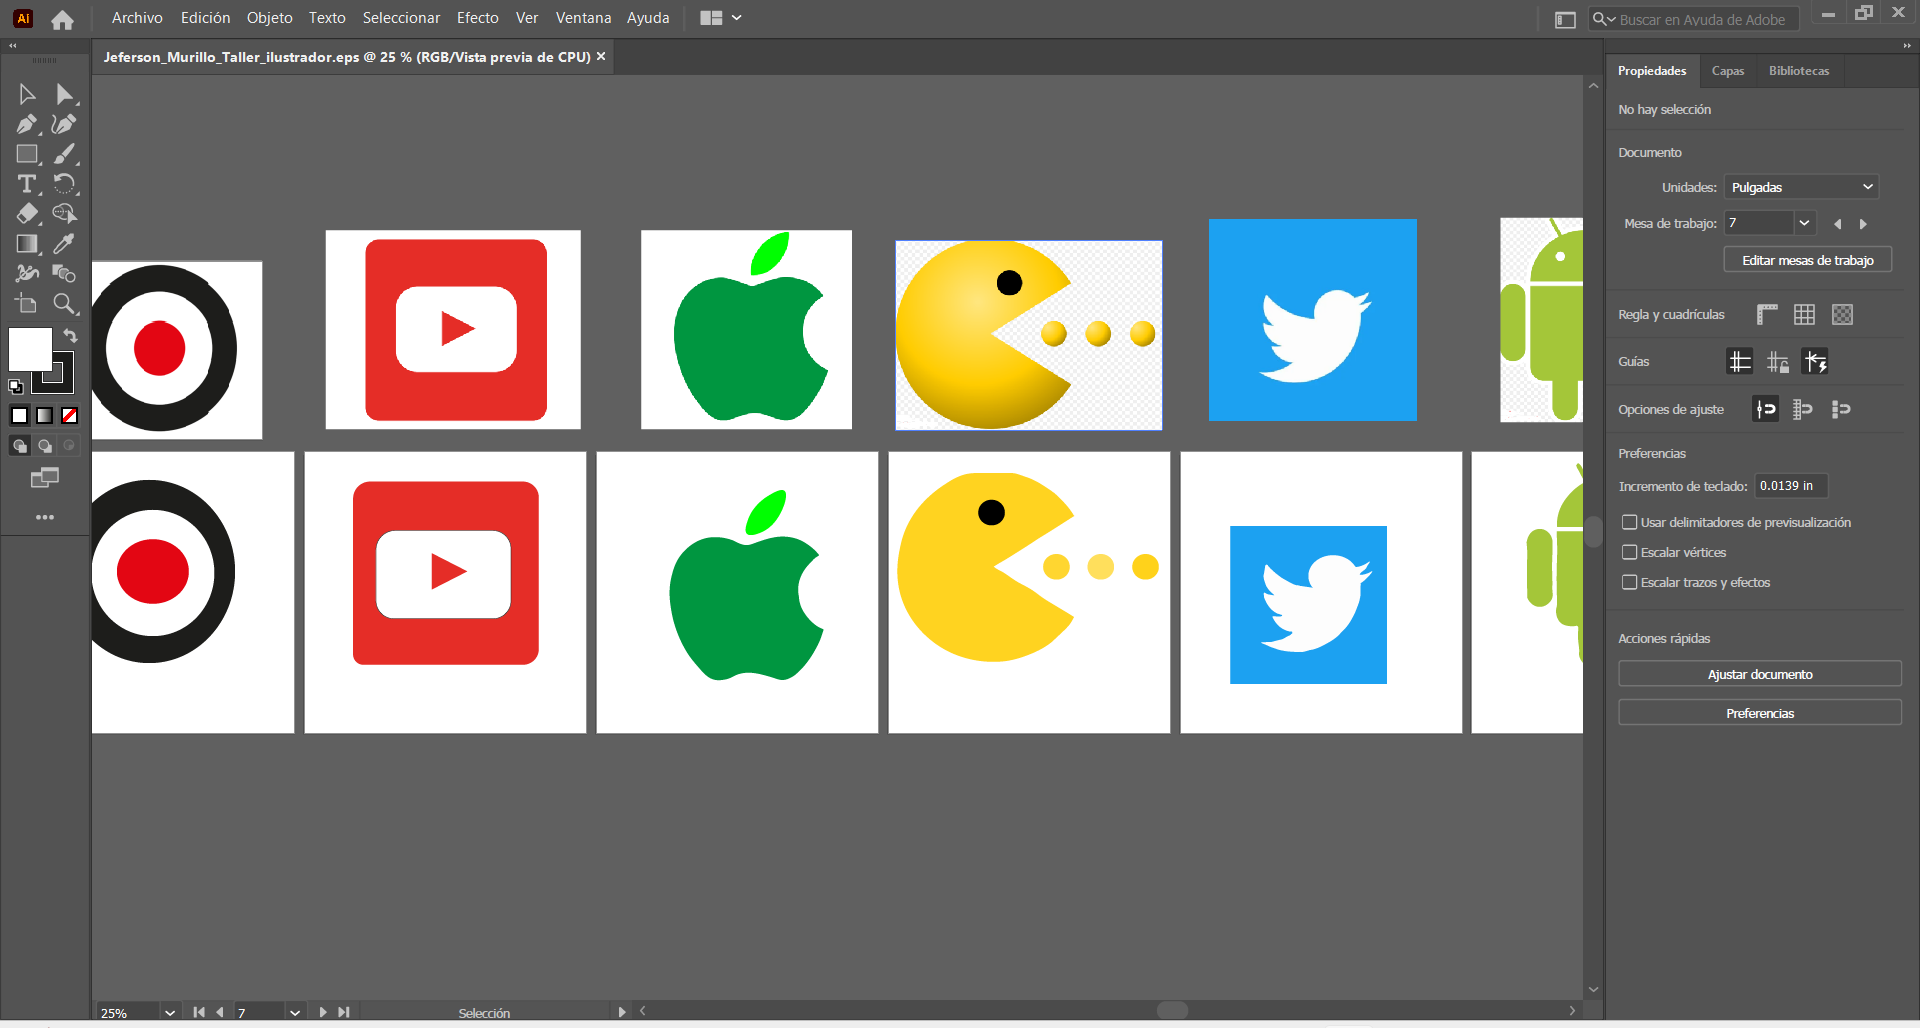 Ai Archivo Edición Objeto Texto Seleccionar Efecto Ver Ventana Ayuda Buscar en Ayuda de Adobe
Jeferson_Murillo_Taller_ilustrador.eps @ 25 % (RGB/Vista previa de CPU) ×
Propiedades Capas Bibliotecas
No hay selección
Documento
Unidades: Pulgadas
Mesa de trabajo: 7
Editar mesas de trabajo
Regla y cuadrículas
Guías
Opciones de ajuste
Preferencias
Incremento de teclado: 0.0139 in
Usar delimitadores de previsualización
Escalar vértices
Escalar trazos y efectos
Acciones rápidas
Ajustar documento
Preferencias
25% 7 Selección